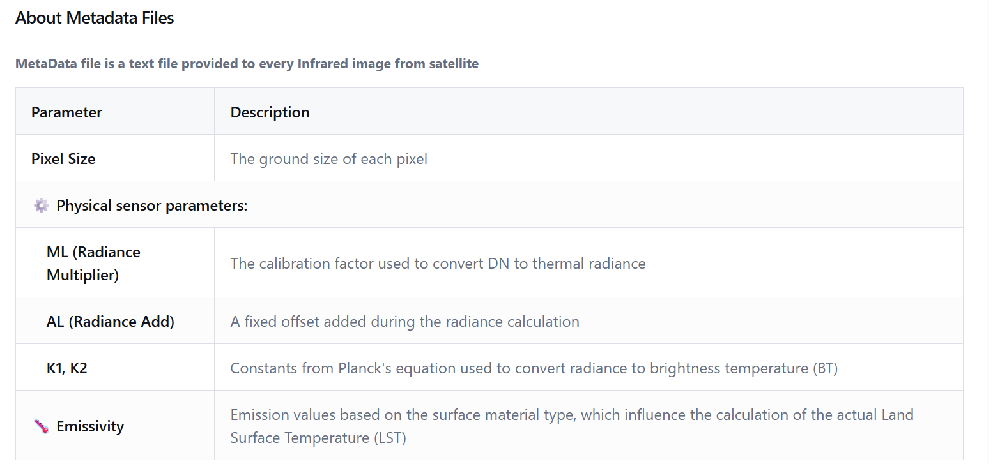 About Metadata Files
MetaData file is a text file provided to every Infrared image from satellite
Parameter
Description
Pixel Size
The ground size of each pixel
Physical sensor parameters:
ML (Radiance
Multiplier)
The calibration factor used to convert DN to thermal radiance
AL (Radiance Add)
A fixed offset added during the radiance calculation
K1, K2
Constants from Planck's equation used to convert radiance to brightness temperature (BT)
Emissivity
Emission values based on the surface material type, which influence the calculation of the actual Land
Surface Temperature (LST)